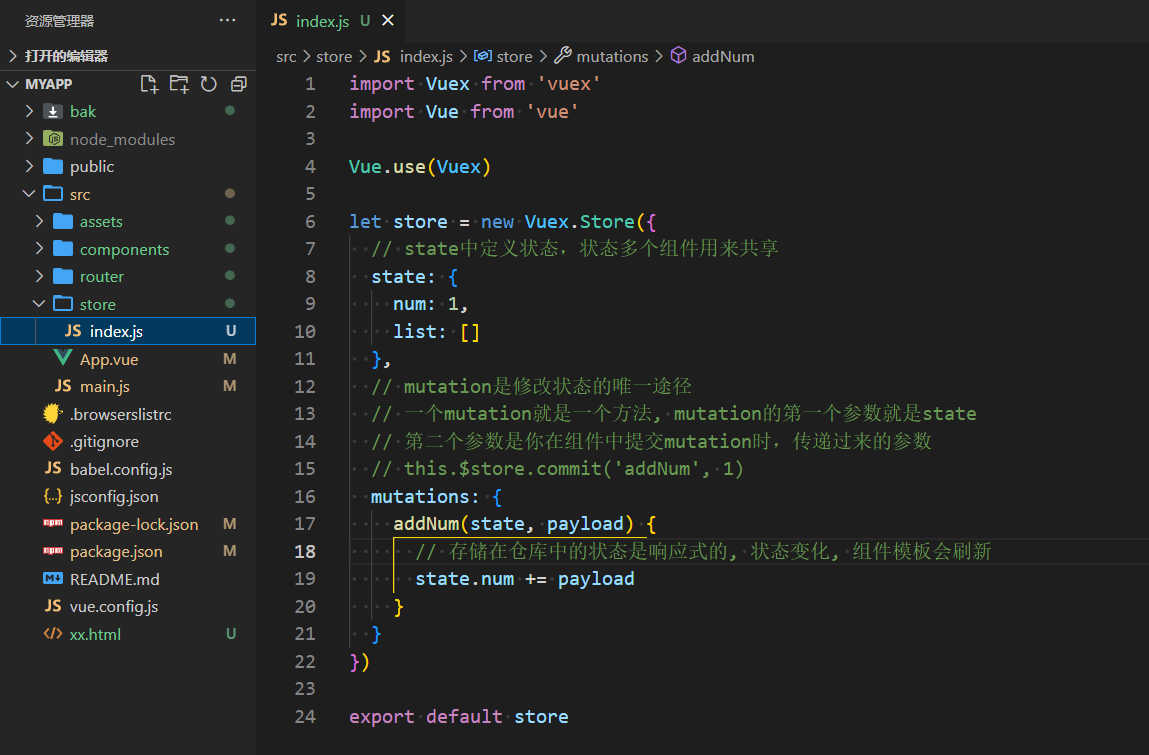 资源管理器 ···
打开的编辑器
MYAPP
bak
node_modules
public
src
assets
components
router
store
JS index.js U
App.vue M
JS main.js M
.browserslistrc
.gitignore
JS babel.config.js
{..} jsconfig.json
npm package-lock.json M
npm package.json M
README.md
JS vue.config.js
</> xx.html U
JS index.js U ×
src > store > JS index.js > store > mutations > addNum
1 import Vuex from 'vuex'
2 import Vue from 'vue'
3
4 Vue.use(Vuex)
5
6 let store = new Vuex.Store({
7   // state中定义状态，状态多个组件用来共享
8   state: {
9     num: 1,
10     list: []
11   },
12   // mutation是修改状态的唯一途径
13   // 一个mutation就是一个方法, mutation的第一个参数就是state
14   // 第二个参数是你在组件中提交mutation时，传递过来的参数
15   // this.$store.commit('addNum', 1)
16   mutations: {
17     addNum(state, payload) {
18       // 存储在仓库中的状态是响应式的, 状态变化, 组件模板会刷新
19       state.num += payload
20     }
21   }
22 })
23
24 export default store